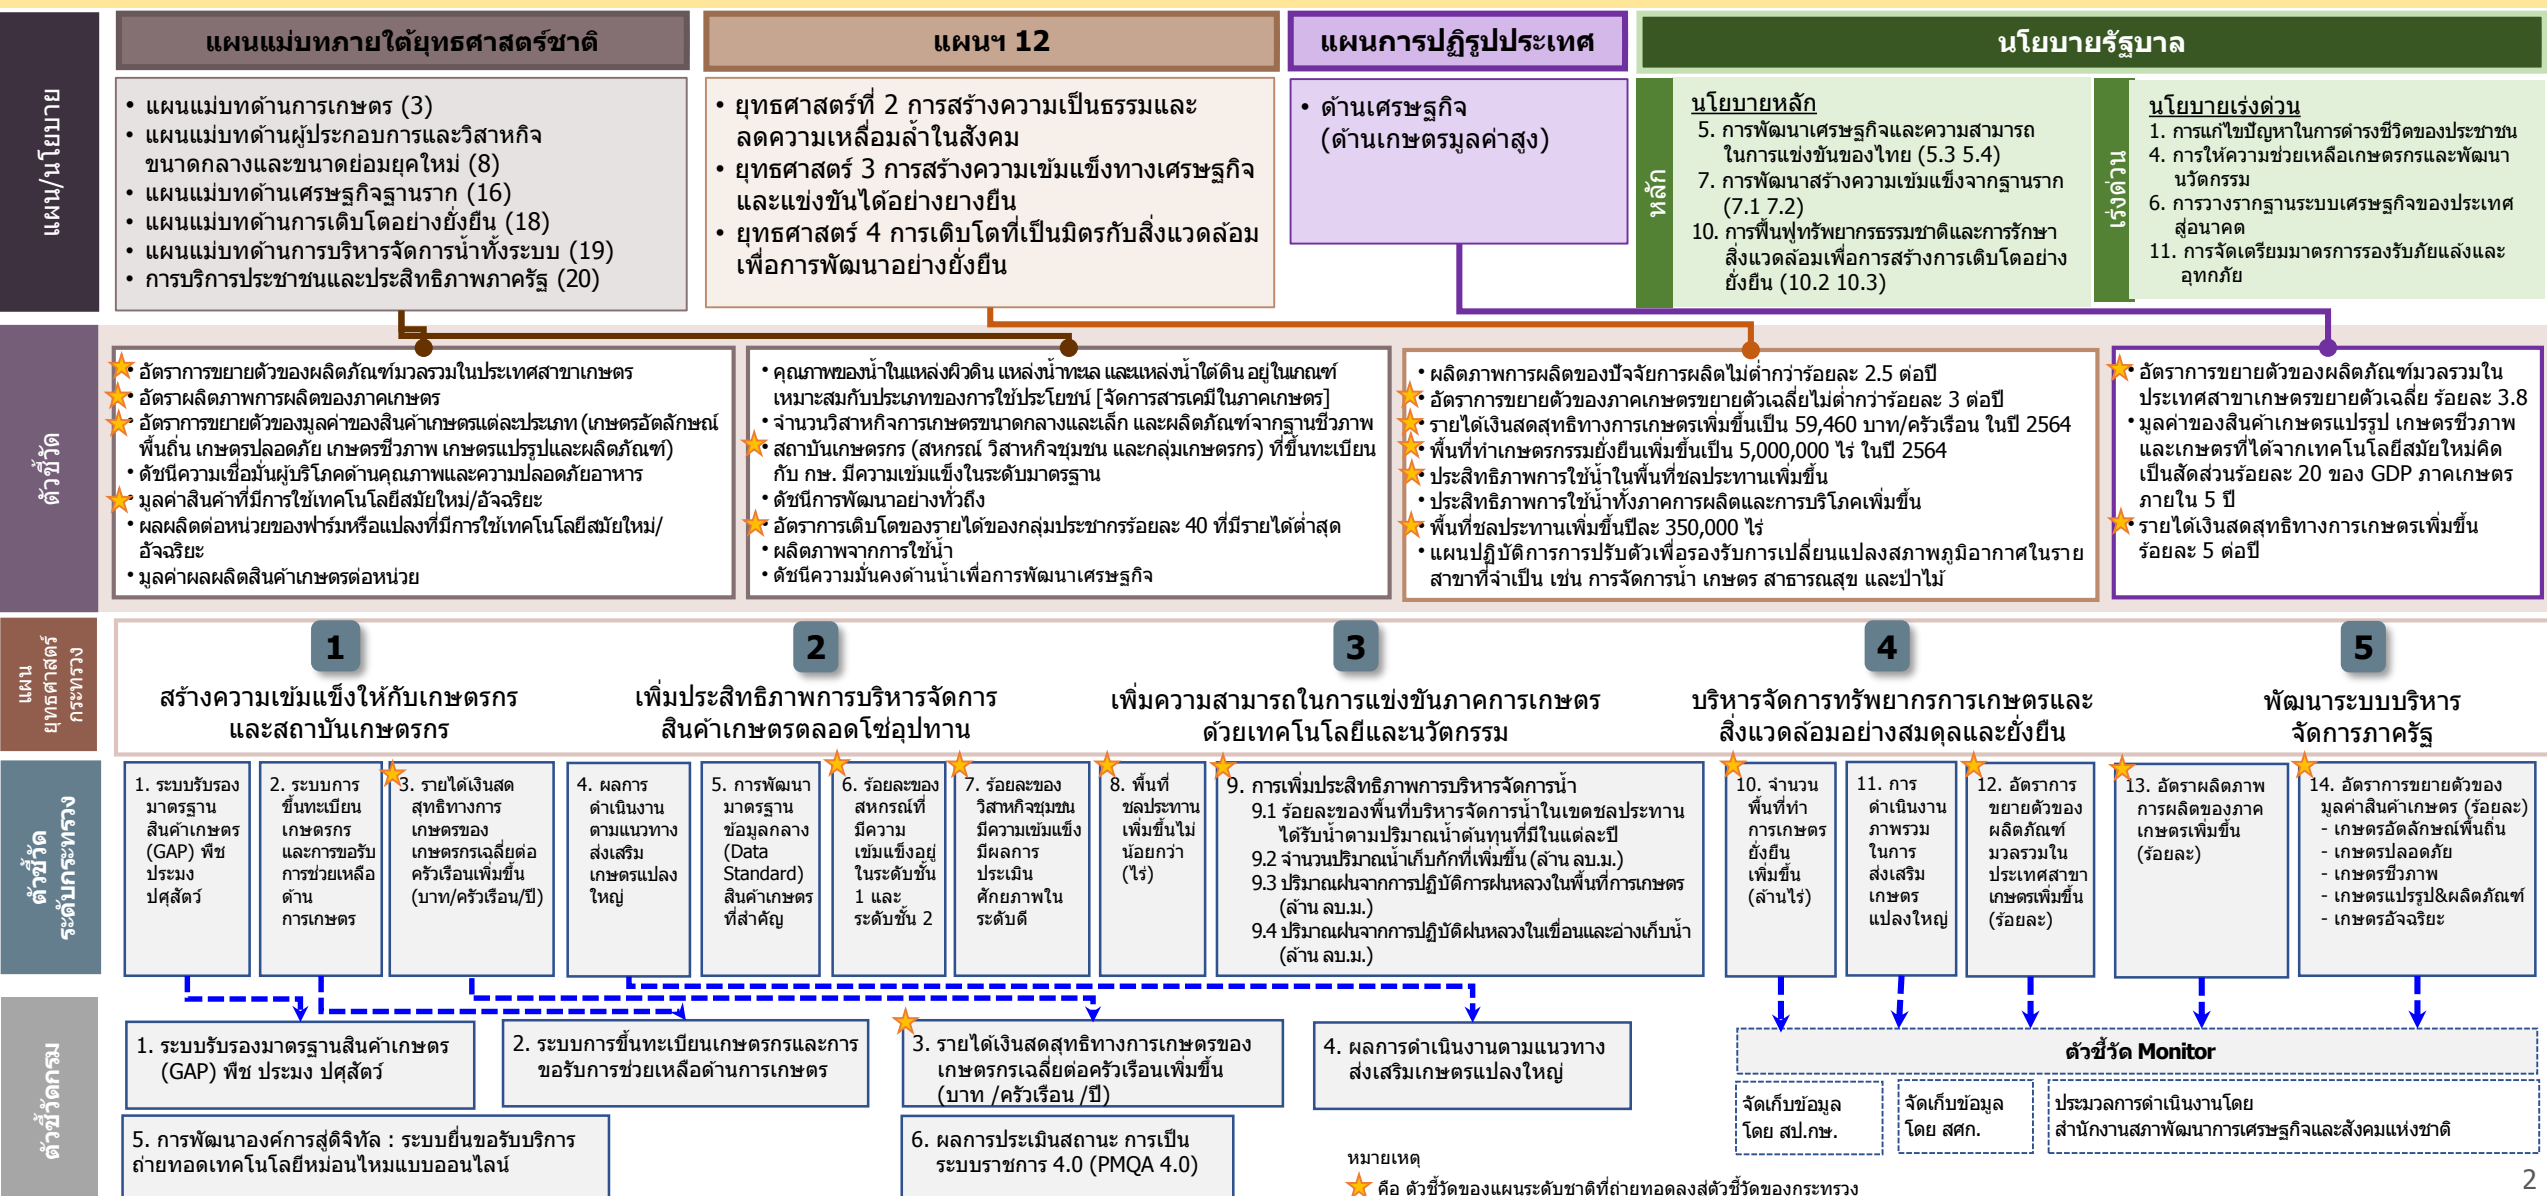 แผนแม่บทภายใต้ยุทธศาสตร์ชาติ
แผนฯ 12
แผนการปฏิรูปประเทศ
นโยบายรัฐบาล
แผน/นโยบาย
• แผนแม่บทด้านการเกษตร (3)
• แผนแม่บทด้านผู้ประกอบการและวิสาหกิจ
ขนาดกลางและขนาดย่อมยุคใหม่ (8)
• แผนแม่บทด้านเศรษฐกิจฐานราก (16)
• แผนแม่บทด้านการเติบโตอย่างยั่งยืน (18)
• แผนแม่บทด้านการบริหารจัดการน้ำทั้งระบบ (19)
• การบริการประชาชนและประสิทธิภาพภาครัฐ (20)
• ยุทธศาสตร์ที่ 2 การสร้างความเป็นธรรมและ
ลดความเหลื่อมล้ำในสังคม
• ยุทธศาสตร์ 3 การสร้างความเข้มแข็งทางเศรษฐกิจ
และแข่งขันได้อย่างยางยืน
• ยุทธศาสตร์ 4 การเติบโตที่เป็นมิตรกับสิ่งแวดล้อม
เพื่อการพัฒนาอย่างยั่งยืน
• ด้านเศรษฐกิจ
(ด้านเกษตรมูลค่าสูง)
หลัก
นโยบายหลัก
5. การพัฒนาเศรษฐกิจและความสามารถ
ในการแข่งขันของไทย (5.3 5.4)
7. การพัฒนาสร้างความเข้มแข็งจากฐานราก
(7.1 7.2)
10. การฟื้นฟูทรัพยากรธรรมชาติและการรักษา
สิ่งแวดล้อมเพื่อการสร้างการเติบโตอย่าง
ยั่งยืน (10.2 10.3)
เร่งด่วน
นโยบายเร่งด่วน
1. การแก้ไขปัญหาในการดำรงชีวิตของประชาชน
4. การให้ความช่วยเหลือเกษตรกรและพัฒนา
นวัตกรรม
6. การวางรากฐานระบบเศรษฐกิจของประเทศ
สู่อนาคต
11. การจัดเตรียมมาตรการรองรับภัยแล้งและ
อุทกภัย
ตัวชี้วัด
• อัตราการขยายตัวของผลิตภัณฑ์มวลรวมในประเทศสาขาเกษตร
• อัตราผลิตภาพการผลิตของภาคเกษตร
• อัตราการขยายตัวของมูลค่าของสินค้าเกษตรแต่ละประเภท (เกษตรอัตลักษณ์
พื้นถิ่น เกษตรปลอดภัย เกษตรชีวภาพ เกษตรแปรรูปและผลิตภัณฑ์)
• ดัชนีความเชื่อมั่นผู้บริโภคด้านคุณภาพและความปลอดภัยอาหาร
• มูลค่าสินค้าที่มีการใช้เทคโนโลยีสมัยใหม่/อัจฉริยะ
• ผลผลิตต่อหน่วยของฟาร์มหรือแปลงที่มีการใช้เทคโนโลยีสมัยใหม่/
อัจฉริยะ
• มูลค่าผลผลิตสินค้าเกษตรต่อหน่วย
• คุณภาพของน้ำในแหล่งผิวดิน แหล่งน้ำทะเล และแหล่งน้ำใต้ดิน อยู่ในเกณฑ์
เหมาะสมกับประเภทของการใช้ประโยชน์ [จัดการสารเคมีในภาคเกษตร]
• จำนวนวิสาหกิจการเกษตรขนาดกลางและเล็ก และผลิตภัณฑ์จากฐานชีวภาพ
• สถาบันเกษตรกร (สหกรณ์ วิสาหกิจชุมชน และกลุ่มเกษตรกร) ที่ขึ้นทะเบียน
กับ กษ. มีความเข้มแข็งในระดับมาตรฐาน
• ดัชนีการพัฒนาอย่างทั่วถึง
• อัตราการเติบโตของรายได้ของกลุ่มประชากรร้อยละ 40 ที่มีรายได้ต่ำสุด
• ผลิตภาพจากการใช้น้ำ
• ดัชนีความมั่นคงด้านน้ำเพื่อการพัฒนาเศรษฐกิจ
• ผลิตภาพการผลิตของปัจจัยการผลิตไม่ต่ำกว่าร้อยละ 2.5 ต่อปี
• อัตราการขยายตัวของภาคเกษตรขยายตัวเฉลี่ยไม่ต่ำกว่าร้อยละ 3 ต่อปี
• รายได้เงินสดสุทธิทางการเกษตรเพิ่มขึ้นเป็น 59,460 บาท/ครัวเรือน ในปี 2564
• พื้นที่ทำเกษตรกรรมยั่งยืนเพิ่มขึ้นเป็น 5,000,000 ไร่ ในปี 2564
• ประสิทธิภาพการใช้น้ำในพื้นที่ชลประทานเพิ่มขึ้น
• ประสิทธิภาพการใช้น้ำทั้งภาคการผลิตและการบริโภคเพิ่มขึ้น
• พื้นที่ชลประทานเพิ่มขึ้นปีละ 350,000 ไร่
• แผนปฏิบัติการการปรับตัวเพื่อรองรับการเปลี่ยนแปลงสภาพภูมิอากาศในราย
สาขาที่จำเป็น เช่น การจัดการน้ำ เกษตร สาธารณสุข และป่าไม้
• อัตราการขยายตัวของผลิตภัณฑ์มวลรวมใน
ประเทศสาขาเกษตรขยายตัวเฉลี่ย ร้อยละ 3.8
• มูลค่าของสินค้าเกษตรแปรรูป เกษตรชีวภาพ
และเกษตรที่ได้จากเทคโนโลยีสมัยใหม่คิด
เป็นสัดส่วนร้อยละ 20 ของ GDP ภาคเกษตร
ภายใน 5 ปี
• รายได้เงินสดสุทธิทางการเกษตรเพิ่มขึ้น
ร้อยละ 5 ต่อปี
แผน
ยุทธศาสตร์
กระทรวง
1
สร้างความเข้มแข็งให้กับเกษตรกร
และสถาบันเกษตรกร
2
เพิ่มประสิทธิภาพการบริหารจัดการ
สินค้าเกษตรตลอดโซ่อุปทาน
3
เพิ่มความสามารถในการแข่งขันภาคการเกษตร
ด้วยเทคโนโลยีและนวัตกรรม
4
บริหารจัดการทรัพยากรการเกษตรและ
สิ่งแวดล้อมอย่างสมดุลและยั่งยืน
5
พัฒนาระบบบริหาร
จัดการภาครัฐ
ตัวชี้วัด
ระดับกระทรวง
1. ระบบรับรอง
มาตรฐาน
สินค้าเกษตร
(GAP) พืช
ประมง
ปศุสัตว์
2. ระบบการ
ขึ้นทะเบียน
เกษตรกร
และการขอรับ
การช่วยเหลือ
ด้าน
การเกษตร
3. รายได้เงินสด
สุทธิทางการ
เกษตรของ
เกษตรกรเฉลี่ยต่อ
ครัวเรือนเพิ่มขึ้น
(บาท/ครัวเรือน/ปี)
4. ผลการ
ดำเนินงาน
ตามแนวทาง
ส่งเสริม
เกษตรแปลง
ใหญ่
5. การพัฒนา
มาตรฐาน
ข้อมูลกลาง
(Data
Standard)
สินค้าเกษตร
ที่สำคัญ
6. ร้อยละของ
สหกรณ์ที่
มีความ
เข้มแข็งอยู่
ในระดับชั้น
1 และ
ระดับชั้น 2
7. ร้อยละของ
วิสาหกิจชุมชน
มีความเข้มแข็ง
มีผลการ
ประเมิน
ศักยภาพใน
ระดับดี
8. พื้นที่
ชลประทาน
เพิ่มขึ้นไม่
น้อยกว่า
(ไร่)
9. การเพิ่มประสิทธิภาพการบริหารจัดการน้ำ
9.1 ร้อยละของพื้นที่บริหารจัดการน้ำในเขตชลประทาน
ได้รับน้ำตามปริมาณน้ำต้นทุนที่มีในแต่ละปี
9.2 จำนวนปริมาณน้ำเก็บกักที่เพิ่มขึ้น (ล้าน ลบ.ม.)
9.3 ปริมาณฝนจากการปฏิบัติการฝนหลวงในพื้นที่การเกษตร
(ล้าน ลบ.ม.)
9.4 ปริมาณฝนจากการปฏิบัติฝนหลวงในเขื่อนและอ่างเก็บน้ำ
(ล้าน ลบ.ม.)
10. จำนวน
พื้นที่ทำ
การเกษตร
ยั่งยืน
เพิ่มขึ้น
(ล้านไร่)
11. การ
ดำเนินงาน
ภาพรวม
ในการ
ส่งเสริม
เกษตร
แปลงใหญ่
12. อัตราการ
ขยายตัวของ
ผลิตภัณฑ์
มวลรวมใน
ประเทศสาขา
เกษตรเพิ่มขึ้น
(ร้อยละ)
13. อัตราผลิตภาพ
การผลิตของภาค
เกษตรเพิ่มขึ้น
(ร้อยละ)
14. อัตราการขยายตัวของ
มูลค่าสินค้าเกษตร (ร้อยละ)
- เกษตรอัตลักษณ์พื้นถิ่น
- เกษตรปลอดภัย
- เกษตรชีวภาพ
- เกษตรแปรรูป&ผลิตภัณฑ์
- เกษตรอัจฉริยะ
ตัวชี้วัดกรม
1. ระบบรับรองมาตรฐานสินค้าเกษตร
(GAP) พืช ประมง ปศุสัตว์
2. ระบบการขึ้นทะเบียนเกษตรกรและการ
ขอรับการช่วยเหลือด้านการเกษตร
3. รายได้เงินสดสุทธิทางการเกษตรของ
เกษตรกรเฉลี่ยต่อครัวเรือนเพิ่มขึ้น
(บาท /ครัวเรือน /ปี)
4. ผลการดำเนินงานตามแนวทาง
ส่งเสริมเกษตรแปลงใหญ่
ตัวชี้วัด Monitor
จัดเก็บข้อมูล
โดย สป.กษ.
จัดเก็บข้อมูล
โดย สศก.
ประมวลการดำเนินงานโดย
สำนักงานสภาพัฒนาการเศรษฐกิจและสังคมแห่งชาติ
5. การพัฒนาองค์การสู่ดิจิทัล : ระบบยื่นขอรับบริการ
ถ่ายทอดเทคโนโลยีหม่อนไหมแบบออนไลน์
6. ผลการประเมินสถานะ การเป็น
ระบบราชการ 4.0 (PMQA 4.0)
หมายเหตุ
คือ ตัวชี้วัดของแผนระดับชาติที่ถ่ายทอดลงสู่ตัวชี้วัดของกระทรวง
2